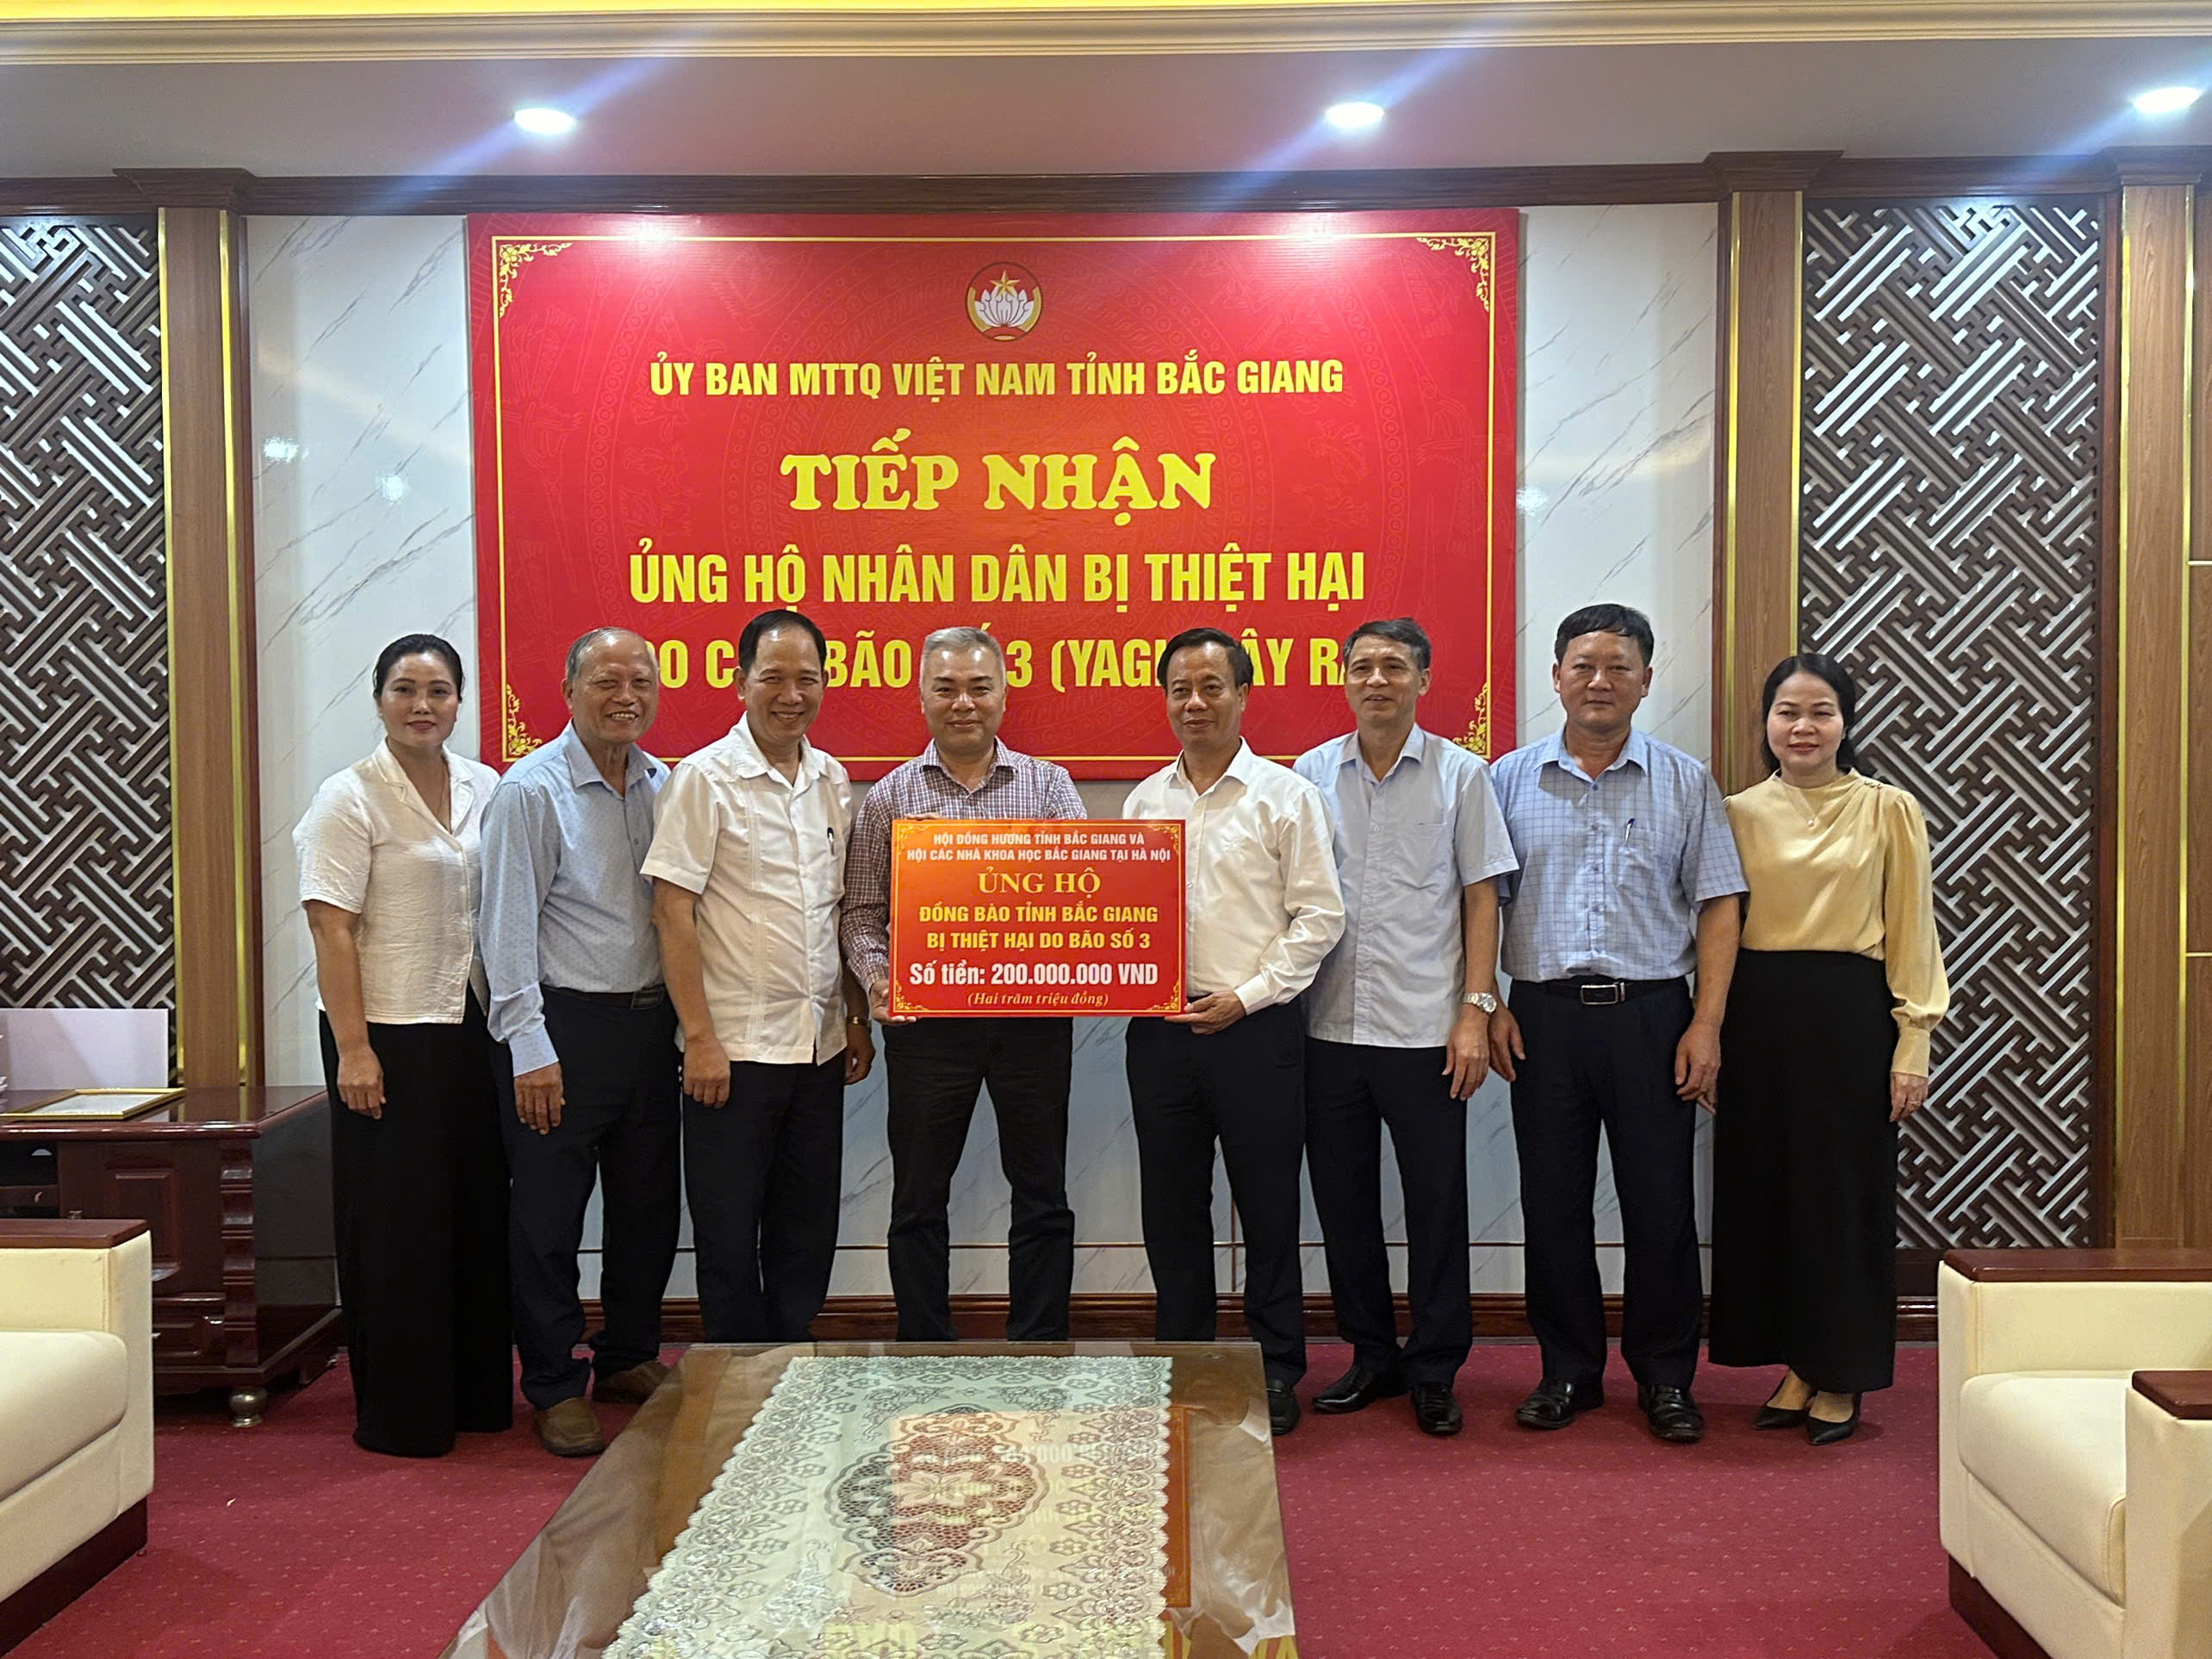 ỦY BAN MTTQ VIỆT NAM TỈNH BẮC GIANG
TIẾP NHẬN
ỦNG HỘ NHÂN DÂN BỊ THIỆT HẠI
BÃO 3 (YAGI
HỘI ĐỒNG HƯƠNG TỈNH BẮC GIANG VÀ
HỘI CÁC NHÀ KHOA HỌC BẮC GIANG TẠI HÀ NỘI
ỦNG HỘ
ĐỒNG BÀO TỈNH BẮC GIANG
BỊ THIỆT HẠI DO BÃO SỐ 3
Số tiền: 200.000.000 VND
(Hai trăm triệu đồng)